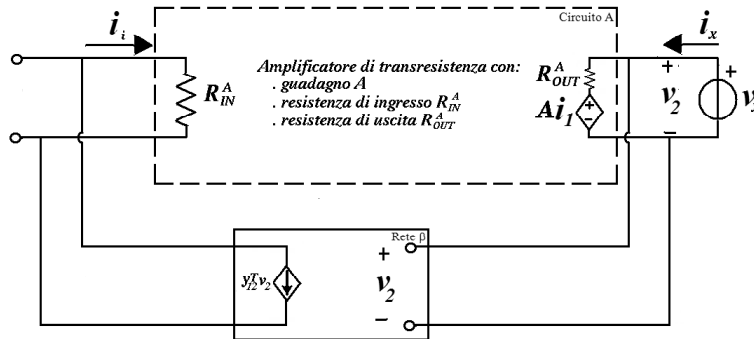 Circuito A
i_i
i_x
R_IN^A
Amplificatore di transresistenza con:
. guadagno A
. resistenza di ingresso R_IN^A
. resistenza di uscita R_OUT^A
R_OUT^A
Ai_1
+
-
+
v_2
-
+
v
Rete β
y_12^T v_2
+
v_2
-